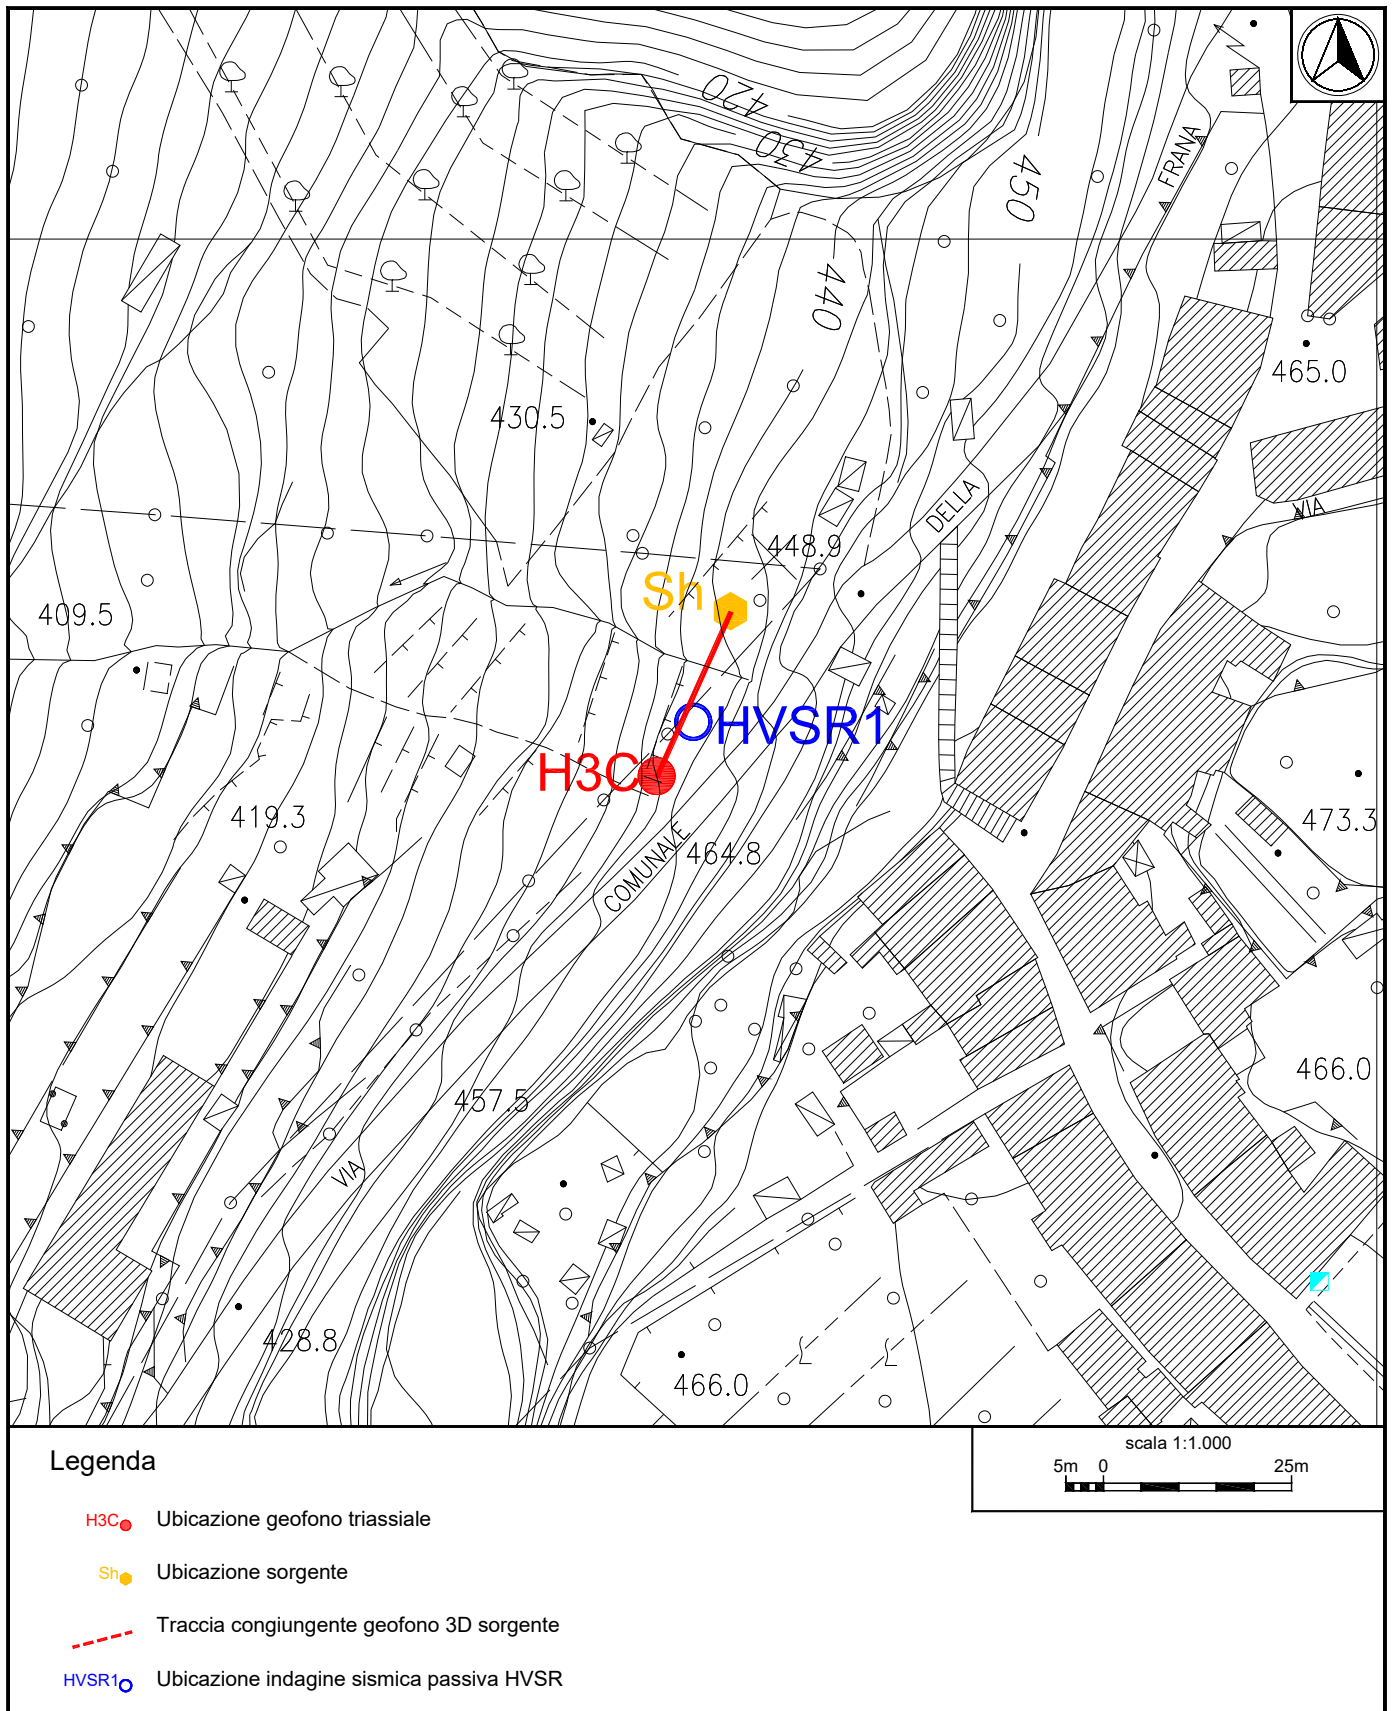 420
430
FRANA
450
440
465.0
430.5
DELLA
VIA
448.9
Sh
409.5
HVSR1
H3C
419.3
473.3
COMUNALE
464.8
466.0
457.5
VIA
428.8
466.0
Legenda
scala 1:1.000
5m 0 25m
H3C Ubicazione geofono triassiale
Sh Ubicazione sorgente
Traccia congiungente geofono 3D sorgente
HVSR1 Ubicazione indagine sismica passiva HVSR